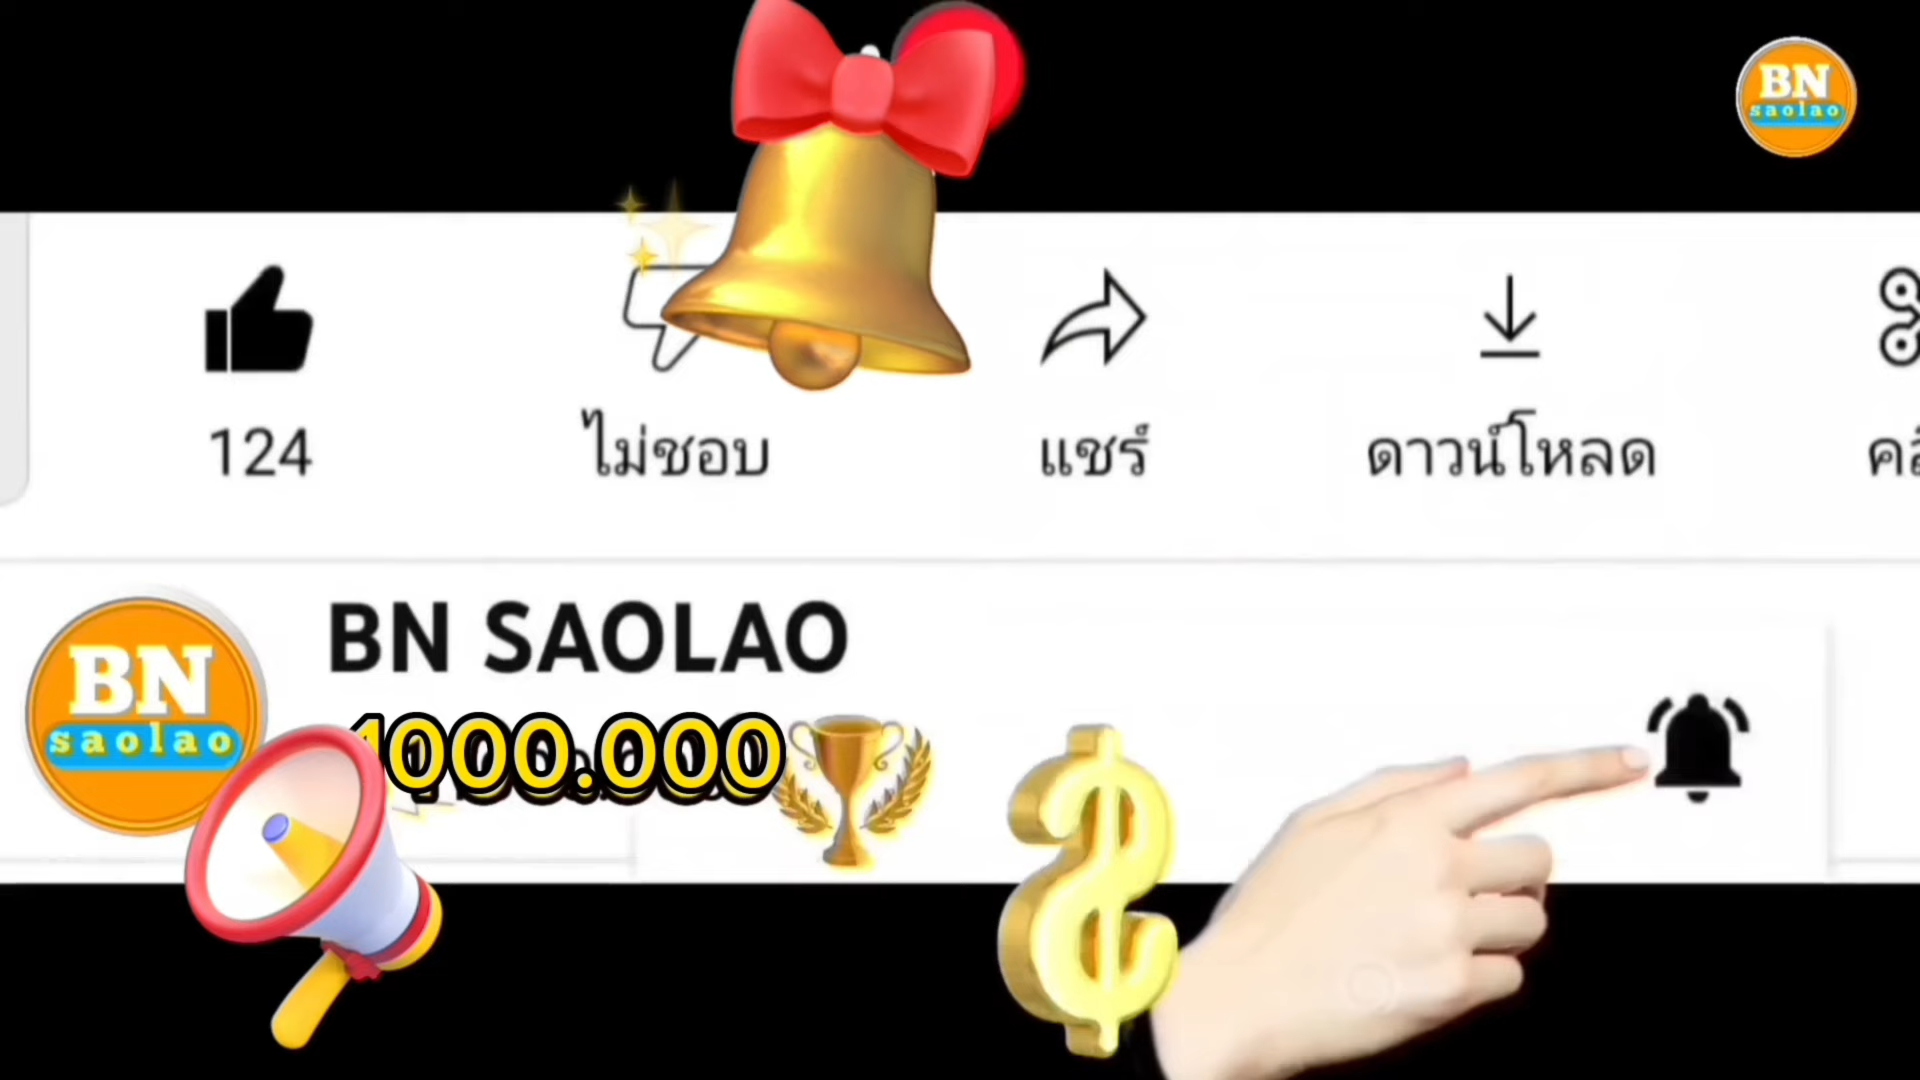 BN
saolao
124
ไม่ชอบ
แชร์
ดาวน์โหลด
BN SAOLAO
BN
saolao
1000.000